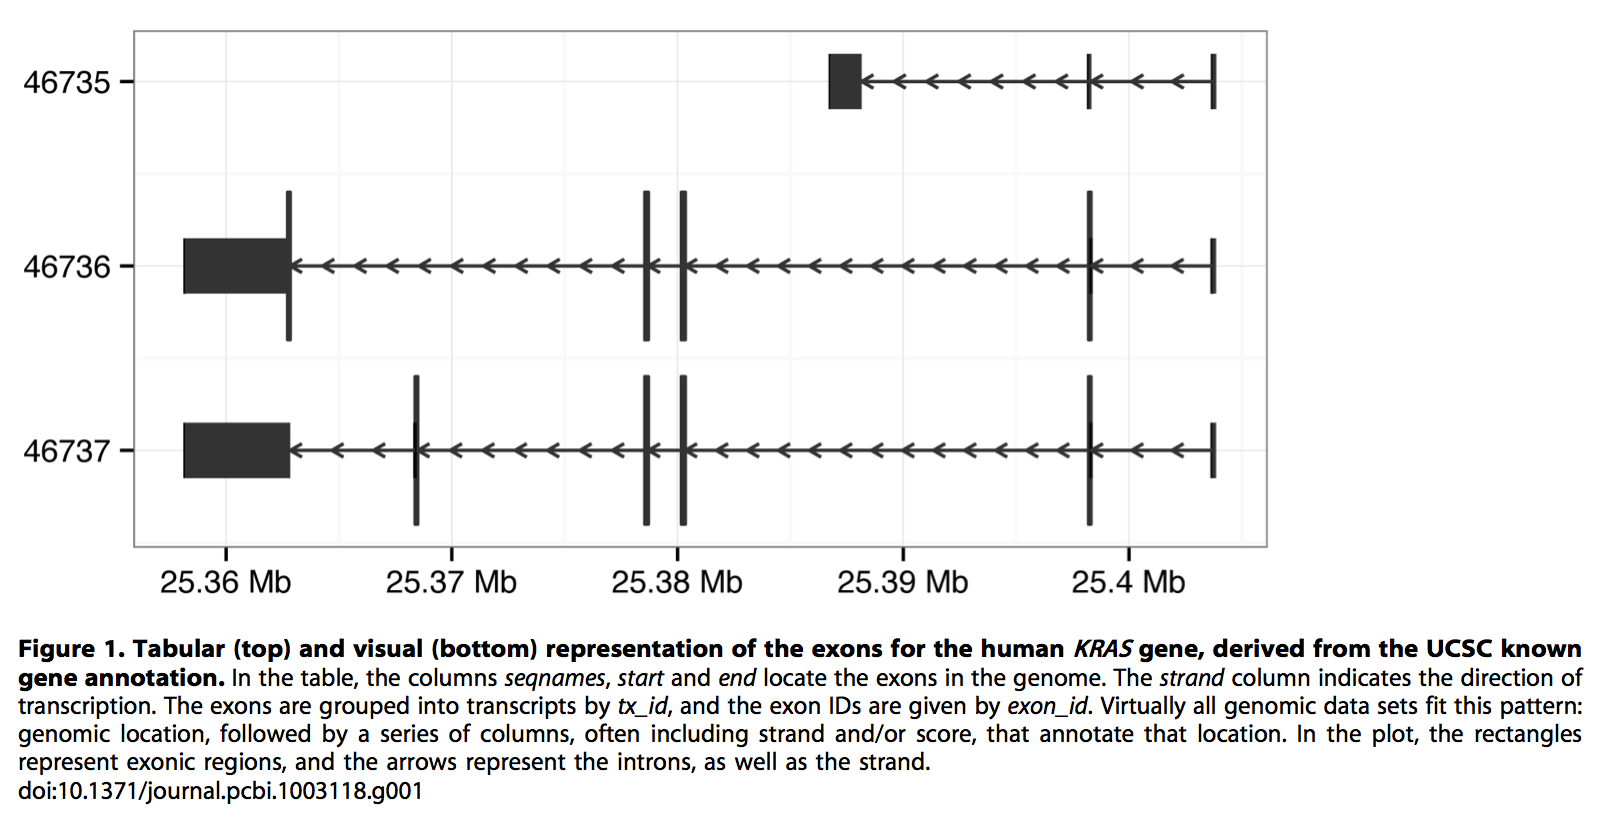 46735
46736
46737
25.36 Mb 25.37 Mb 25.38 Mb 25.39 Mb 25.4 Mb
Figure 1. Tabular (top) and visual (bottom) representation of the exons for the human KRAS gene, derived from the UCSC known
gene annotation. In the table, the columns seqnames, start and end locate the exons in the genome. The strand column indicates the direction of
transcription. The exons are grouped into transcripts by tx_id, and the exon IDs are given by exon_id. Virtually all genomic data sets fit this pattern:
genomic location, followed by a series of columns, often including strand and/or score, that annotate that location. In the plot, the rectangles
represent exonic regions, and the arrows represent the introns, as well as the strand.
doi:10.1371/journal.pcbi.1003118.g001